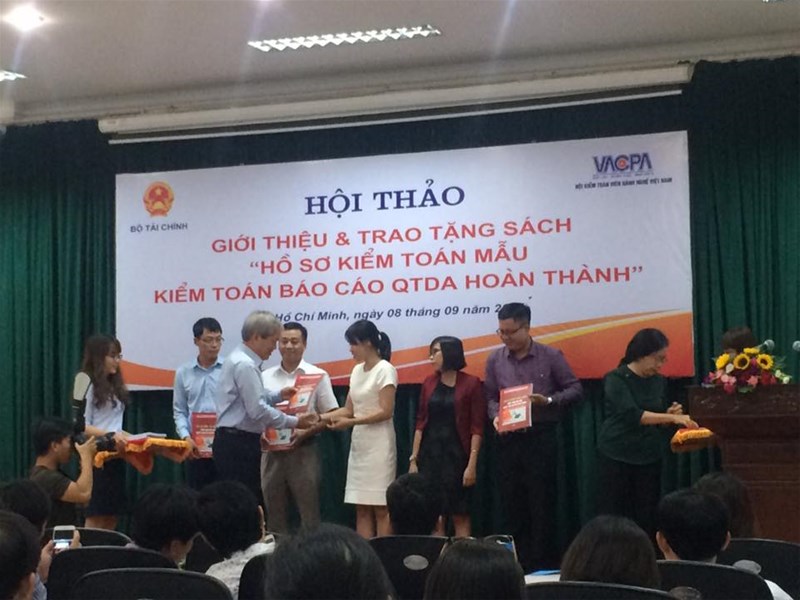 BỘ TÀI CHÍNH
VACPA
HỘI KIỂM TOÁN VIÊN HÀNH NGHỀ VIỆT NAM
HỘI THẢO
GIỚI THIỆU & TRAO TẶNG SÁCH
“HỒ SƠ KIỂM TOÁN MẪU
KIỂM TOÁN BÁO CÁO QTDA HOÀN THÀNH”
Hồ Chí Minh, ngày 08 tháng 09 năm